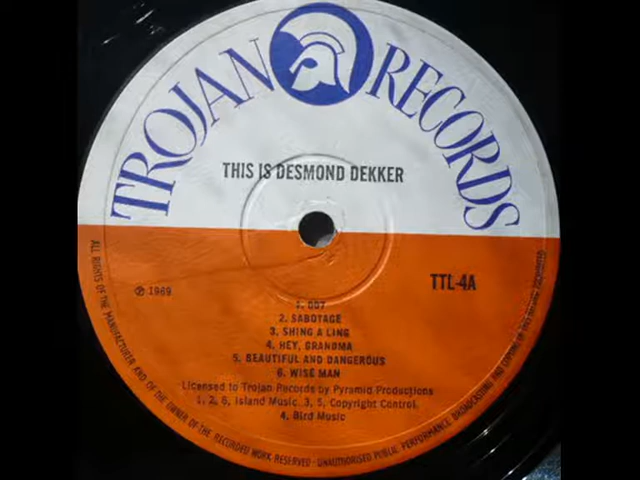 TROJAN RECORDS
THIS IS DESMOND DEKKER
TTL-4A
℗ 1969
1. 007
2. SABOTAGE
3. SHING A LING
4. HEY, GRANDMA
5. BEAUTIFUL AND DANGEROUS
6. WISE MAN
Licensed to Trojan Records by Pyramid Productions
1, 2, 6, Island Music. 3, 5, Copyright Control.
4. Bird Music
ALL RIGHTS OF THE MANUFACTURER AND OF THE OWNER OF THE RECORDED WORK RESERVED - UNAUTHORISED PUBLIC PERFORMANCE BROADCASTING AND COPYING OF THIS RECORD PROHIBITED